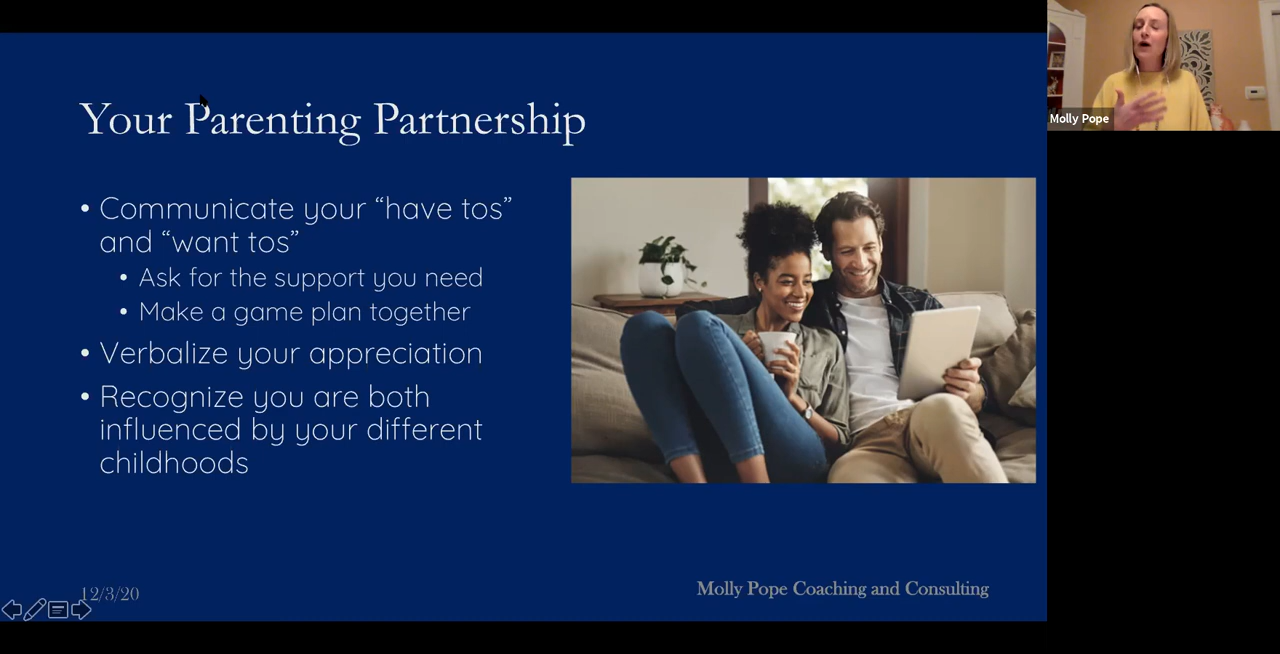 Molly Pope
Your Parenting Partnership
• Communicate your “have tos”
and “want tos”
• Ask for the support you need
• Make a game plan together
• Verbalize your appreciation
• Recognize you are both
influenced by your different
childhoods
12/3/20
Molly Pope Coaching and Consulting